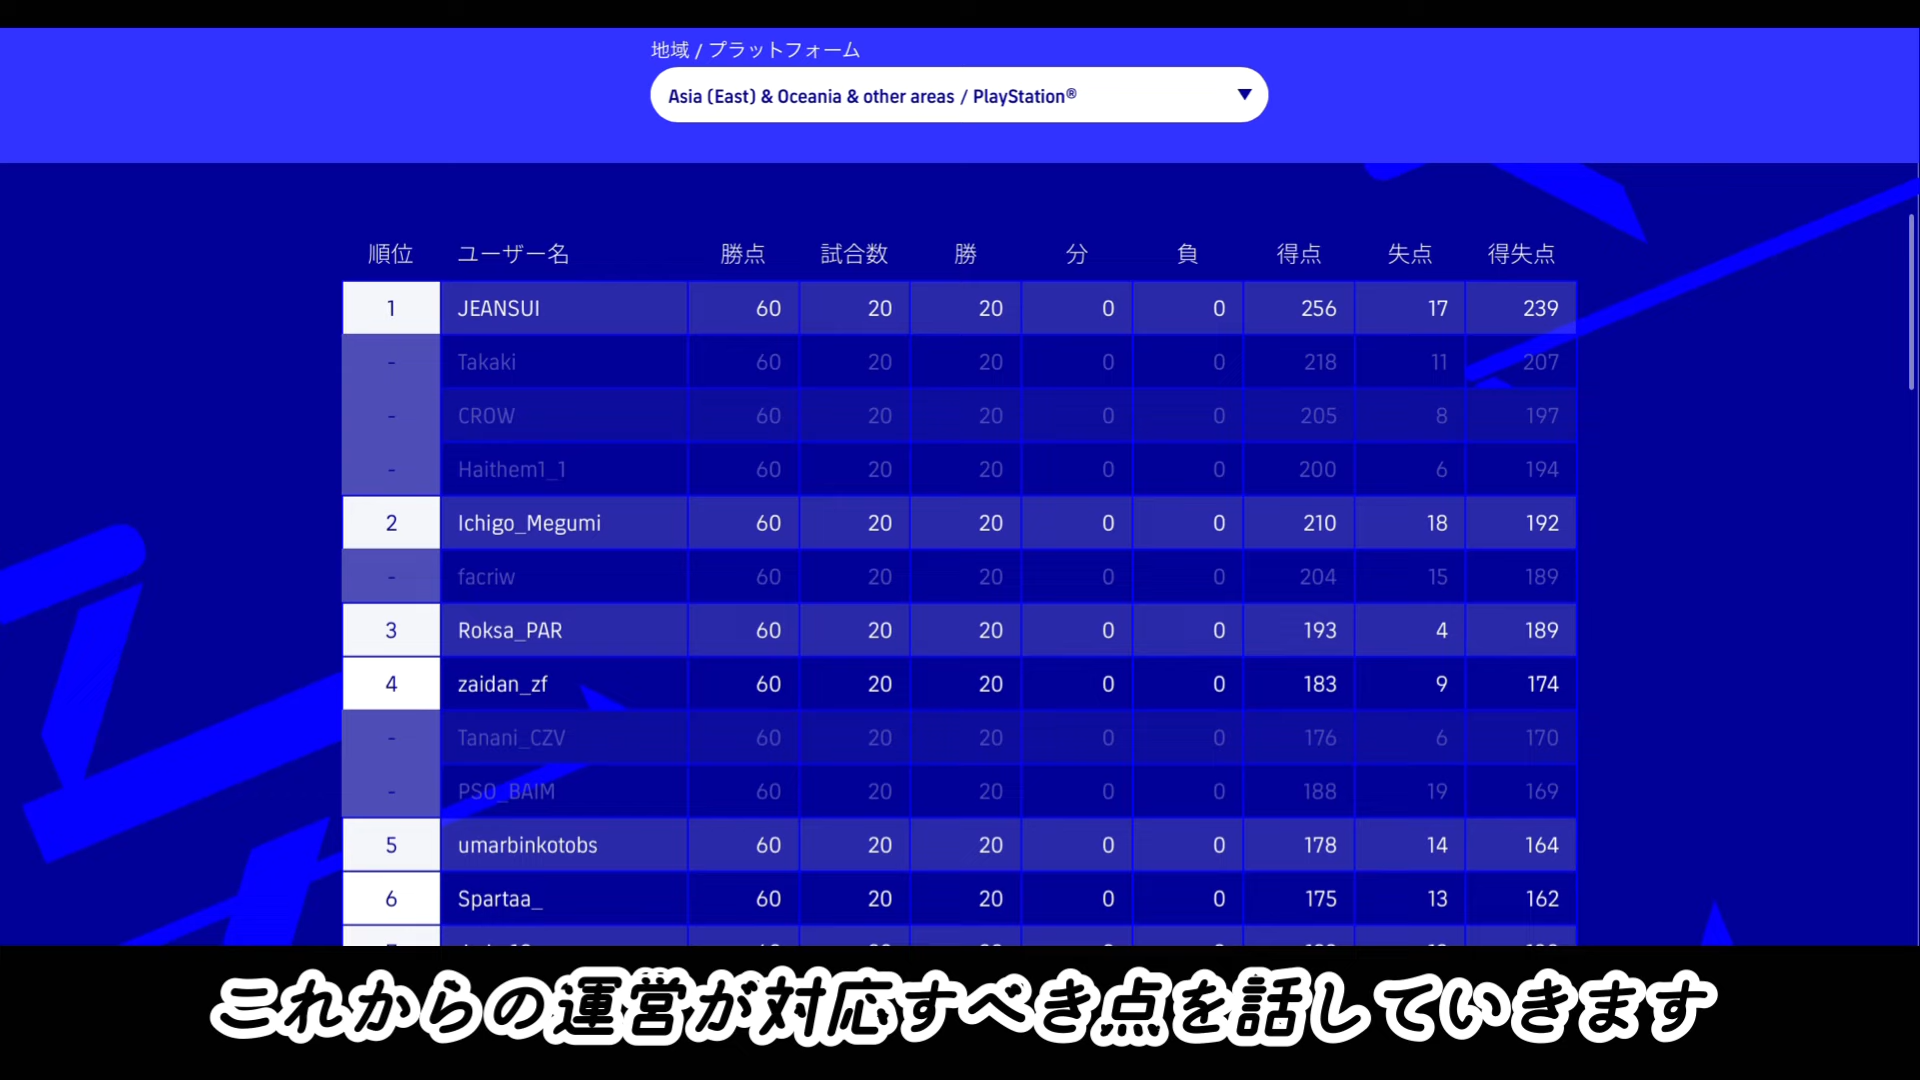 地域 / プラットフォーム
Asia (East) & Oceania & other areas / PlayStation®
順位 ユーザー名 勝点 試合数 勝 分 負 得点 失点 得失点
1 JEANSUI 60 20 20 0 0 256 17 239
- Takaki 60 20 20 0 0 218 11 207
- CROW 60 20 20 0 0 205 8 197
- Haithem1_1 60 20 20 0 0 200 6 194
2 Ichigo_Megumi 60 20 20 0 0 210 18 192
- facriw 60 20 20 0 0 204 15 189
3 Roksa_PAR 60 20 20 0 0 193 4 189
4 zaidan_zf 60 20 20 0 0 183 9 174
- Tanani_CZV 60 20 20 0 0 176 6 170
- PSO_BAIM 60 20 20 0 0 188 19 169
5 umarbinkotobs 60 20 20 0 0 178 14 164
6 Spartaa_ 60 20 20 0 0 175 13 162
これからの運営が対応すべき点を話していきます